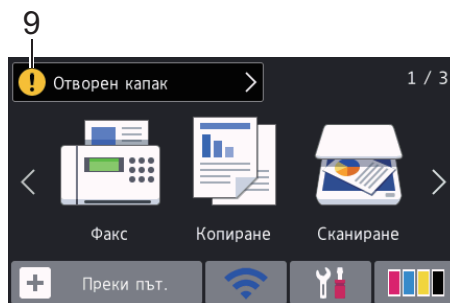 9
Отворен капак
1 / 3
Факс
Копиране
Сканиране
Преки път.